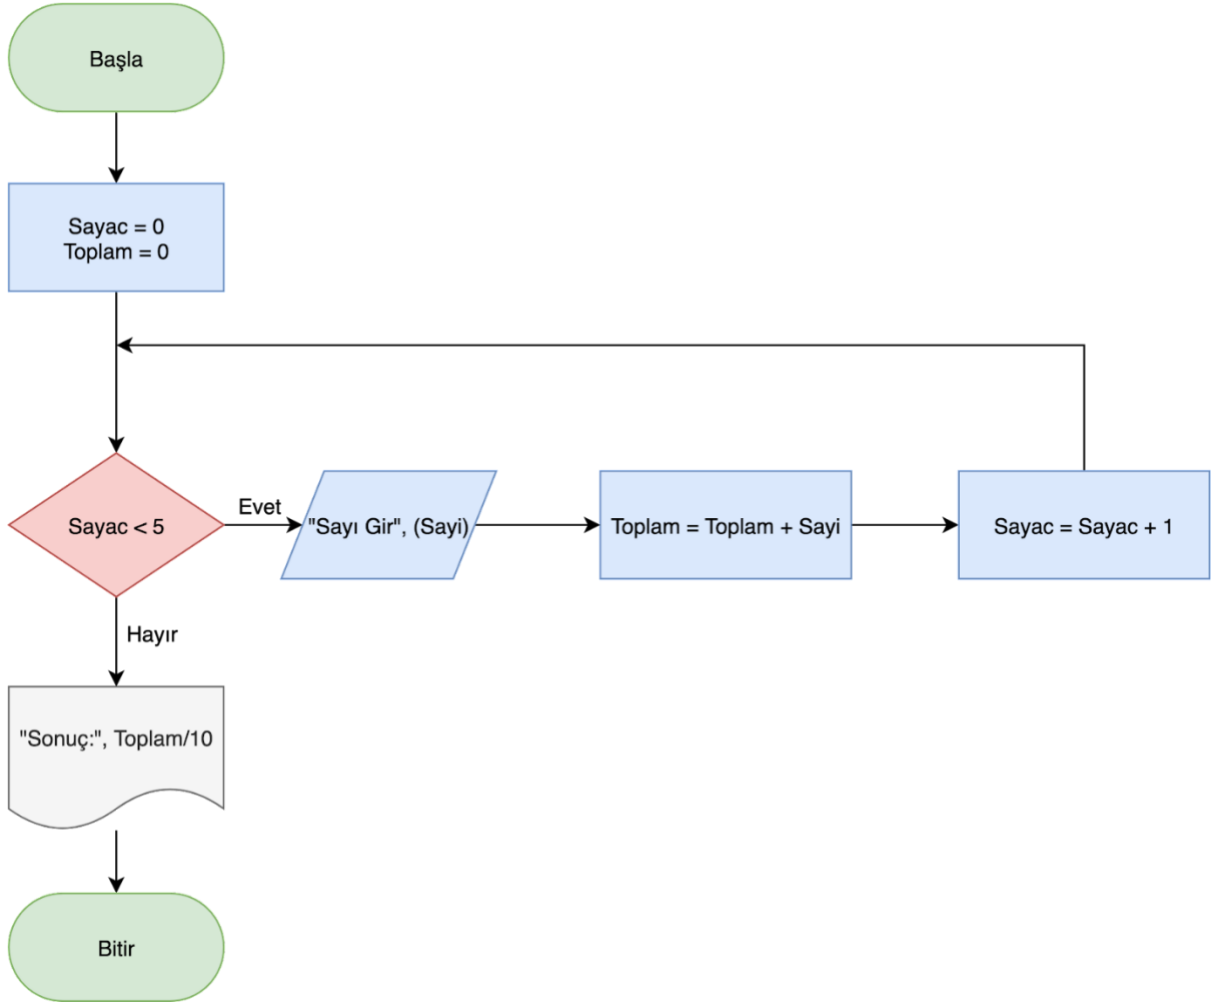 Başla
Sayac = 0
Toplam = 0
Sayac < 5
Evet
"Sayı Gir", (Sayi)
Toplam = Toplam + Sayi
Sayac = Sayac + 1
Hayır
"Sonuç:", Toplam/10
Bitir